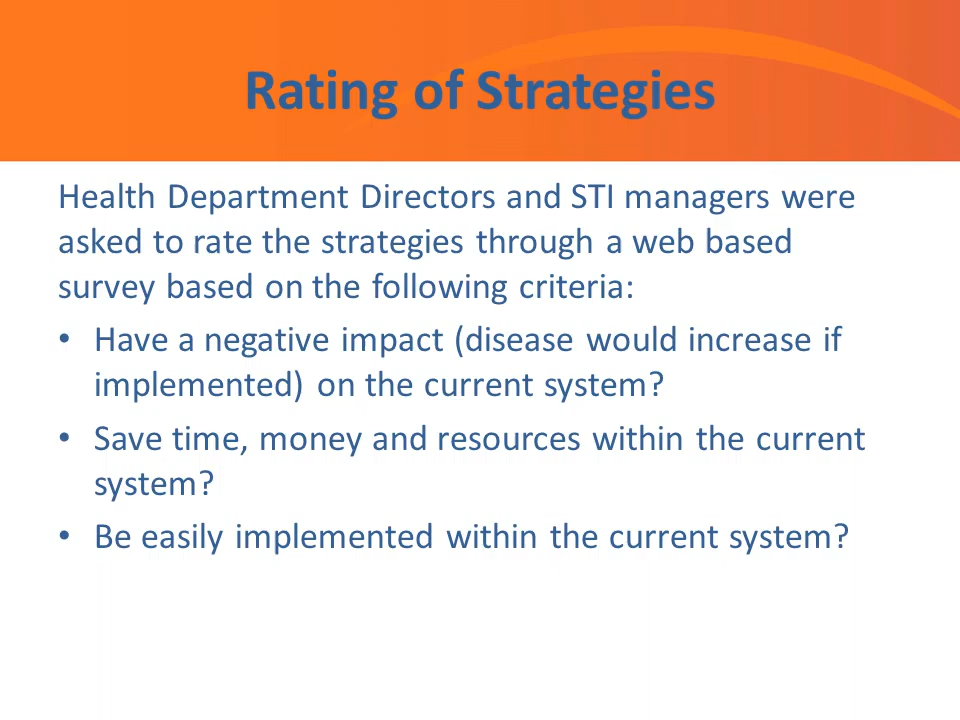 Rating of Strategies
Health Department Directors and STI managers were
asked to rate the strategies through a web based
survey based on the following criteria:
• Have a negative impact (disease would increase if
implemented) on the current system?
• Save time, money and resources within the current
system?
• Be easily implemented within the current system?